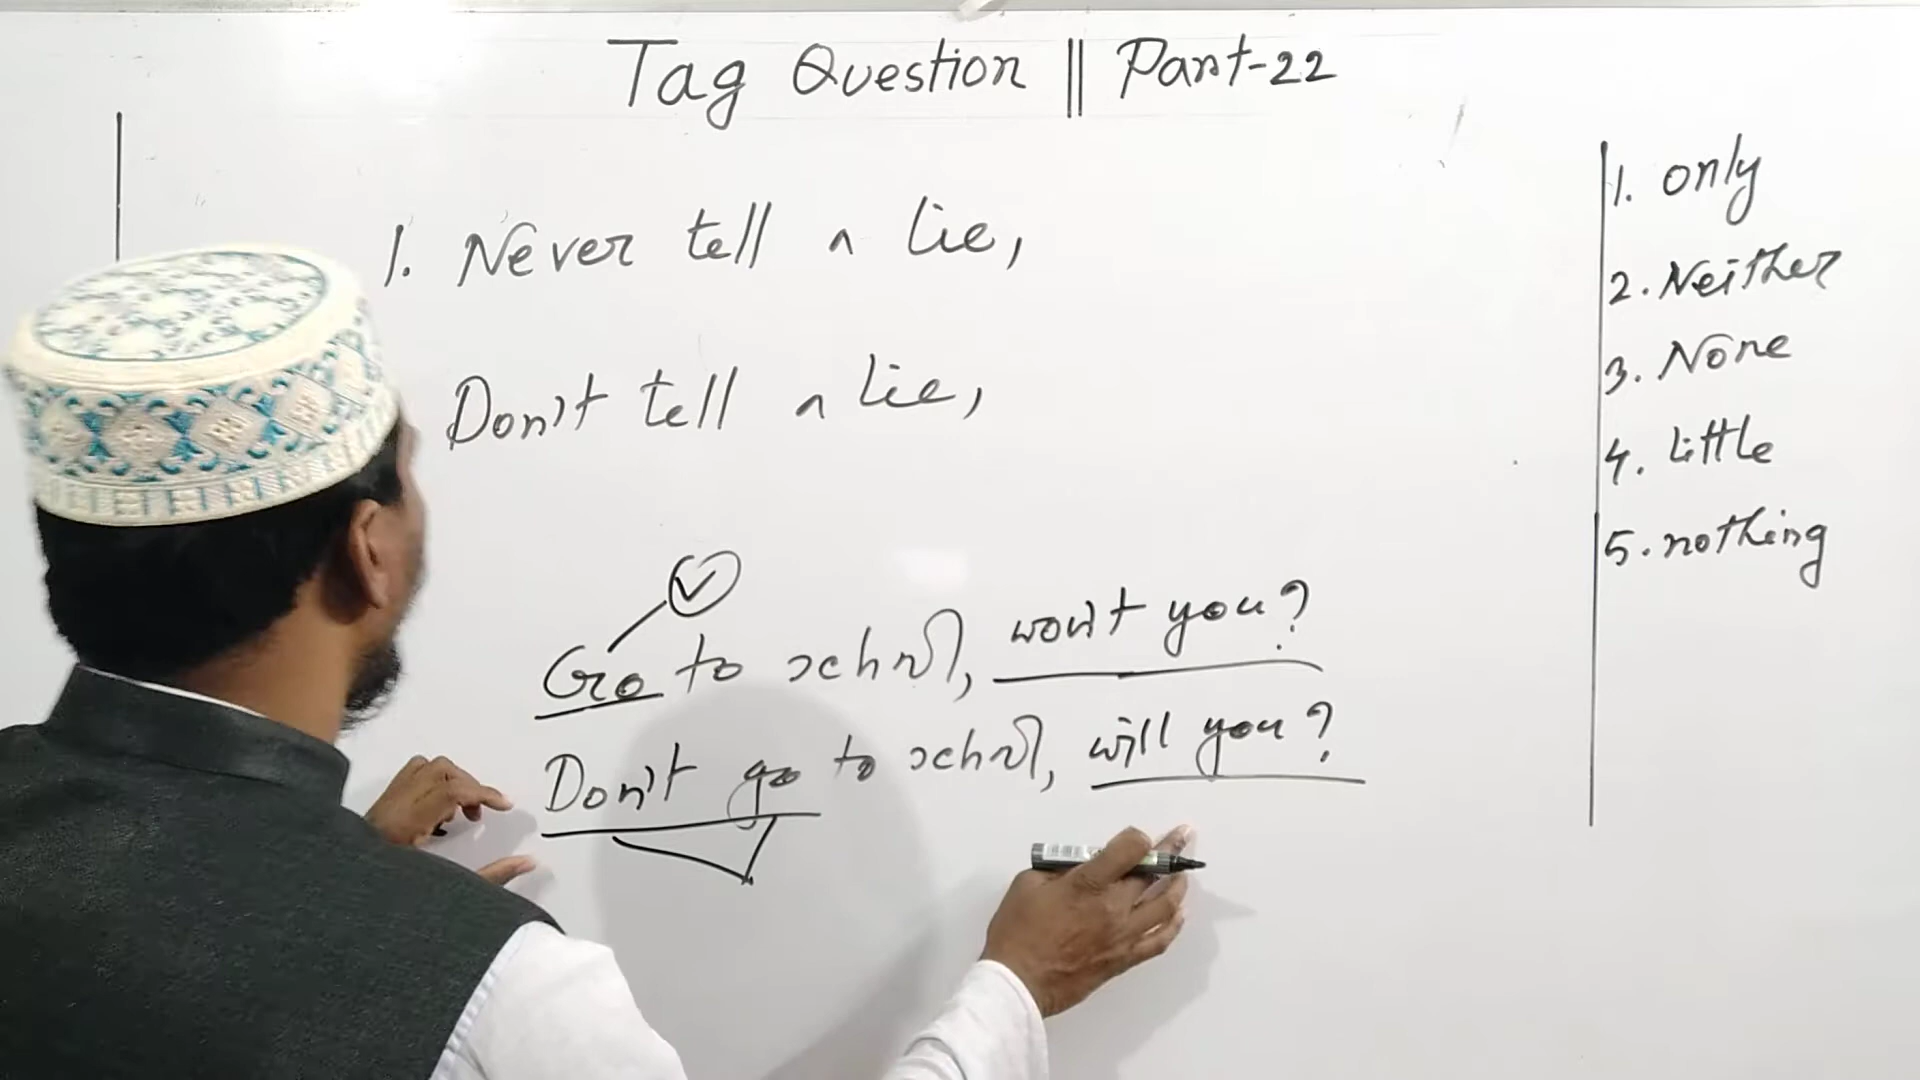 Tag Question || Part-22
1. Never tell a lie,
Don't tell a lie,
Go to school, won't you?
Don't go to school, will you?
1. only
2. Neither
3. None
4. little
5. nothing